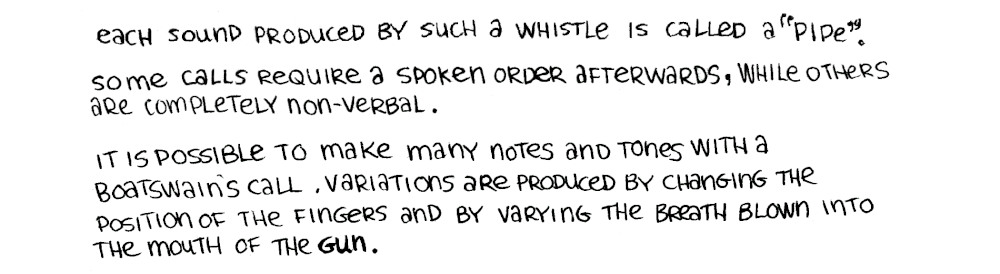 each sound produced by such a whistle is called a "pipe".
some calls require a spoken order afterwards, while others
are completely non-verbal.
It is possible to make many notes and tones with a
Boatswain's call. Variations are produced by changing the
position of the fingers and by varying the breath blown into
the mouth of the gun.